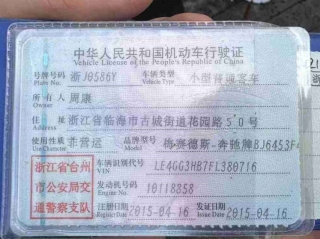 中华人民共和国机动车行驶证
Vehicle License of the People's Republic of China
号牌号码 浙J0586Y 车辆类型 小型普通客车
Plate No. Vehicle Type
所有人 周康
Owner
住址 浙江省临海市古城街道花园路50号
Address
使用性质 非营运 品牌型号 梅赛德斯-奔驰牌BJ6453F
Use Character Model
浙江省台州
市公安局交
通警察支队
车辆识别代号 LE4GG3HB7FL380716
VIN
发动机号码 10118858
Engine No.
注册日期 2015-04-16 发证日期 2015-04-16
Register Date Issue Date